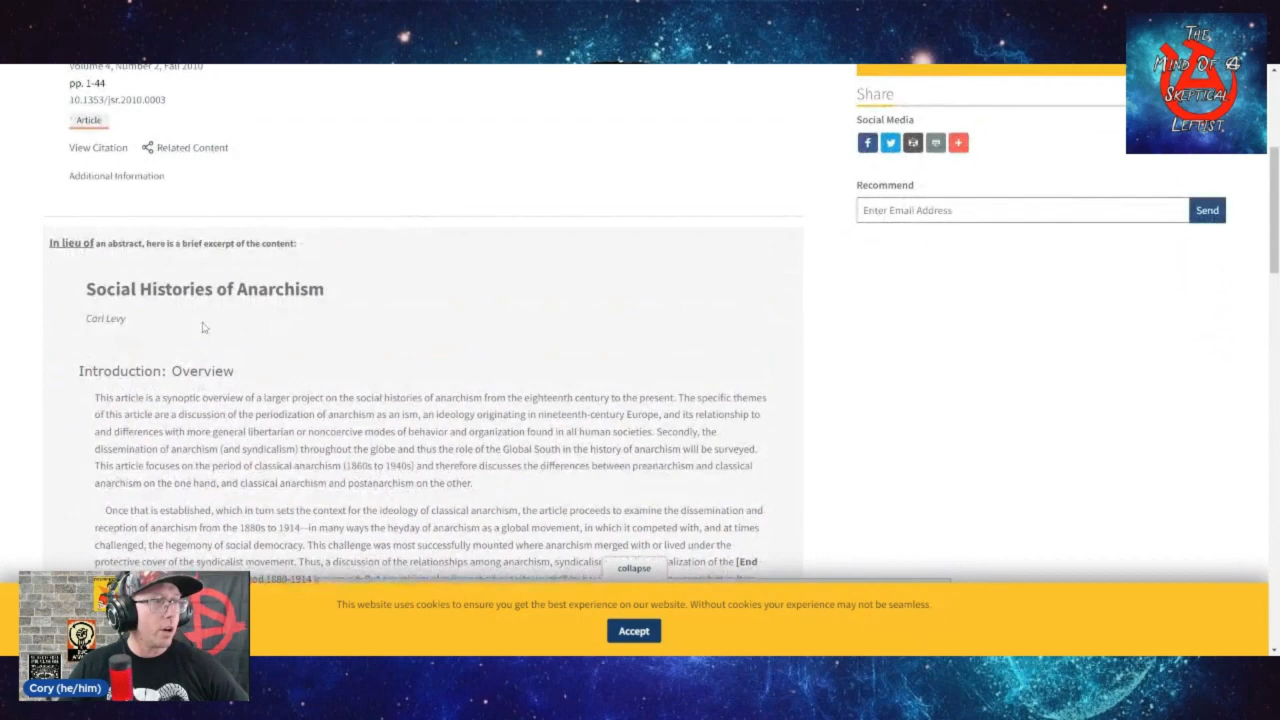 Volume 4, Number 2, Fall 2010
pp. 1-44
10.1353/jsr.2010.0003
Article
View Citation
Related Content
Additional Information
In lieu of an abstract, here is a brief excerpt of the content:
Social Histories of Anarchism
Carl Levy
Introduction: Overview
This article is a synoptic overview of a larger project on the social histories of anarchism from the eighteenth century to the present. The specific themes
of this article are a discussion of the periodization of anarchism as an ism, an ideology originating in nineteenth-century Europe, and its relationship to
and differences with more general libertarian or noncoercive modes of behavior and organization found in all human societies. Secondly, the
dissemination of anarchism (and syndicalism) throughout the globe and thus the role of the Global South in the history of anarchism will be surveyed.
This article focuses on the period of classical anarchism (1860s to 1940s) and therefore discusses the differences between preanarchism and classical
anarchism on the one hand, and classical anarchism and postanarchism on the other.
Once that is established, which in turn sets the context for the ideology of classical anarchism, the article proceeds to examine the dissemination and
reception of anarchism from the 1880s to 1914—in many ways the heyday of anarchism as a global movement, in which it competed with, and at times
challenged, the hegemony of social democracy. This challenge was most successfully mounted where anarchism merged with or lived under the
protective cover of the syndicalist movement. Thus, a discussion of the relationships among anarchism, syndicalis alization of the [End
1880-1914
collapse
Share
Social Media
Recommend
Enter Email Address
Send
The
Mind Of A
Skeptical
Leftist
This website uses cookies to ensure you get the best experience on our website. Without cookies your experience may not be seamless.
Accept
Cory (he/him)